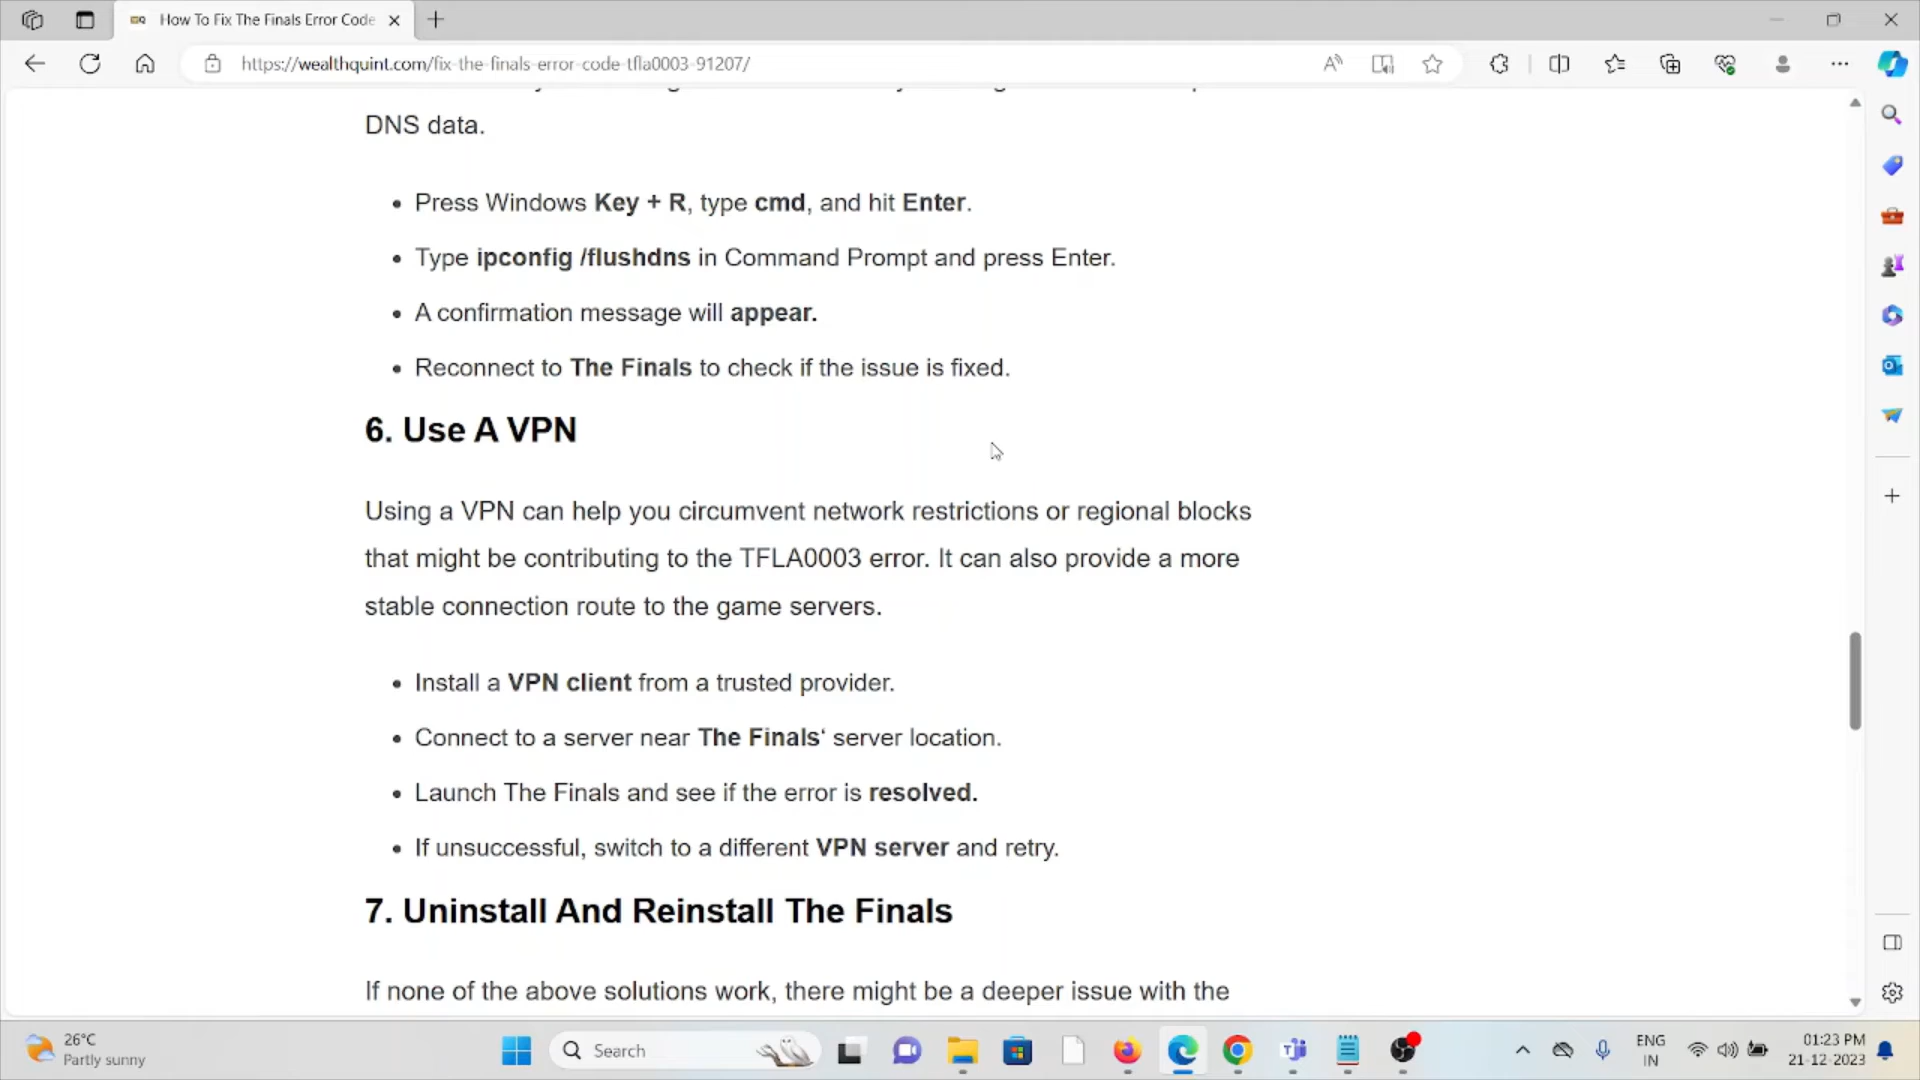 How To Fix The Finals Error Code
https://wealthquint.com/fix-the-finals-error-code-tfla0003-91207/
DNS data.
• Press Windows Key + R, type cmd, and hit Enter.
• Type ipconfig /flushdns in Command Prompt and press Enter.
• A confirmation message will appear.
• Reconnect to The Finals to check if the issue is fixed.
6. Use A VPN
Using a VPN can help you circumvent network restrictions or regional blocks
that might be contributing to the TFLA0003 error. It can also provide a more
stable connection route to the game servers.
• Install a VPN client from a trusted provider.
• Connect to a server near The Finals‘ server location.
• Launch The Finals and see if the error is resolved.
• If unsuccessful, switch to a different VPN server and retry.
7. Uninstall And Reinstall The Finals
If none of the above solutions work, there might be a deeper issue with the
26°C
Partly sunny
Search
ENG
IN
01:23 PM
21-12-2023